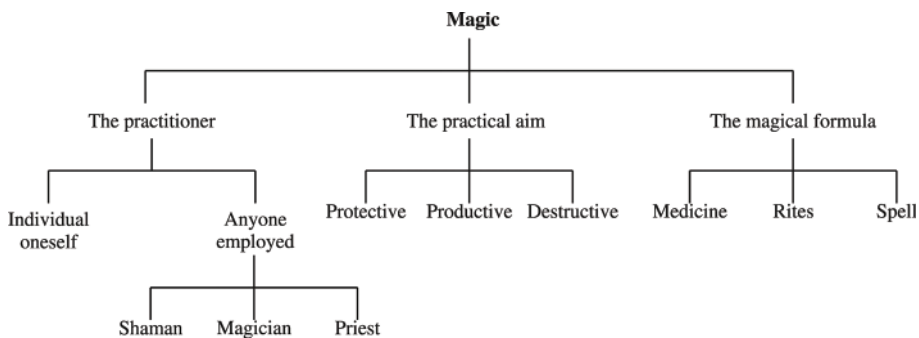 Magic
The practitioner
The practical aim
The magical formula
Individual
oneself
Anyone
employed
Protective
Productive
Destructive
Medicine
Rites
Spell
Shaman
Magician
Priest